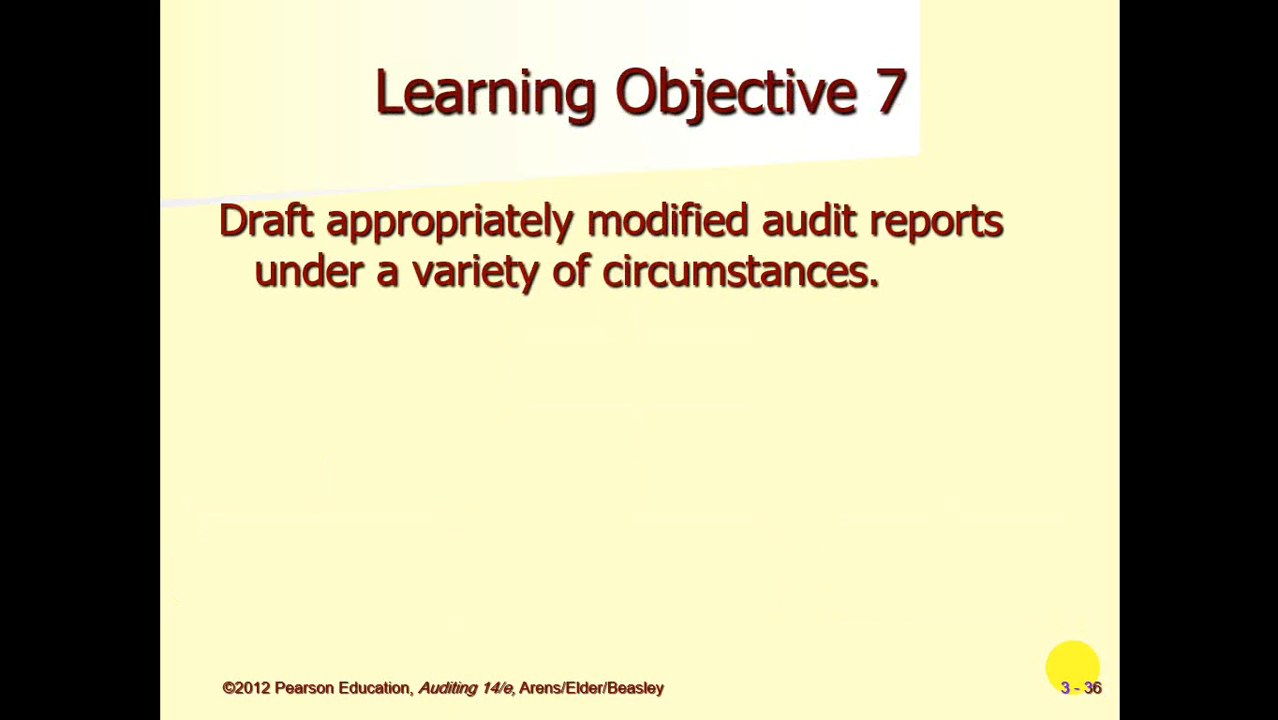 Learning Objective 7
Draft appropriately modified audit reports
under a variety of circumstances.
©2012 Pearson Education, Auditing 14/e, Arens/Elder/Beasley
3 - 36